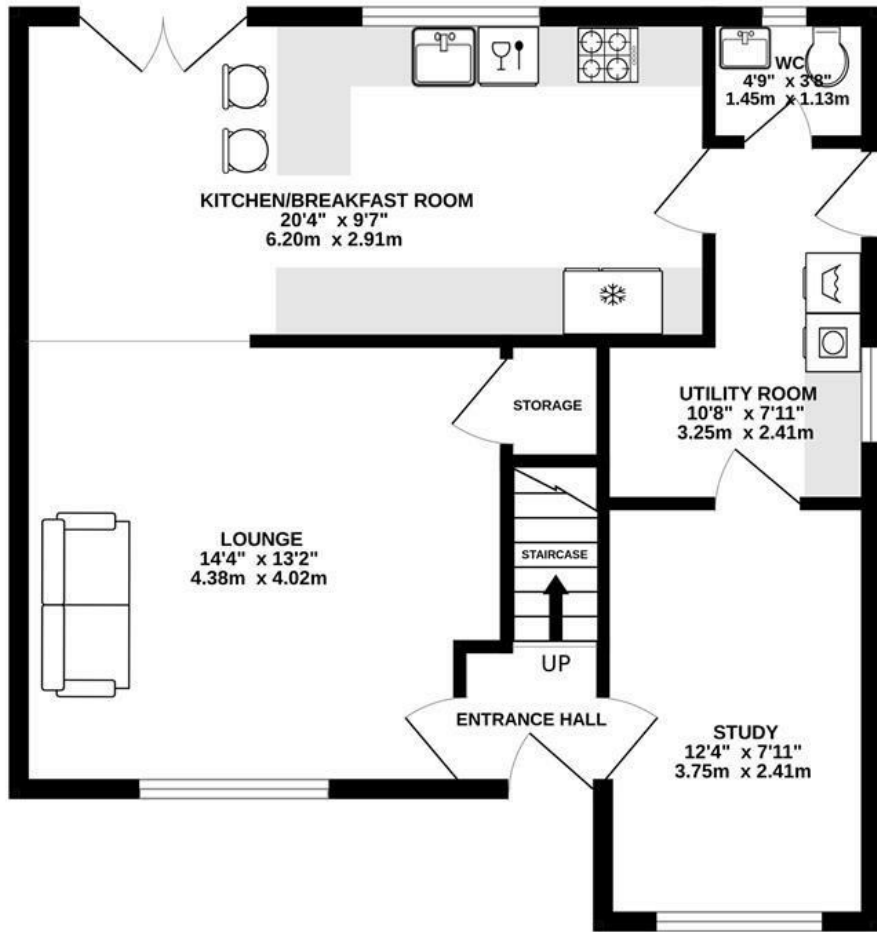 WC
4'9" x 3'8"
1.45m x 1.13m
KITCHEN/BREAKFAST ROOM
20'4" x 9'7"
6.20m x 2.91m
UTILITY ROOM
10'8" x 7'11"
3.25m x 2.41m
STORAGE
LOUNGE
14'4" x 13'2"
4.38m x 4.02m
STAIRCASE
UP
ENTRANCE HALL
STUDY
12'4" x 7'11"
3.75m x 2.41m